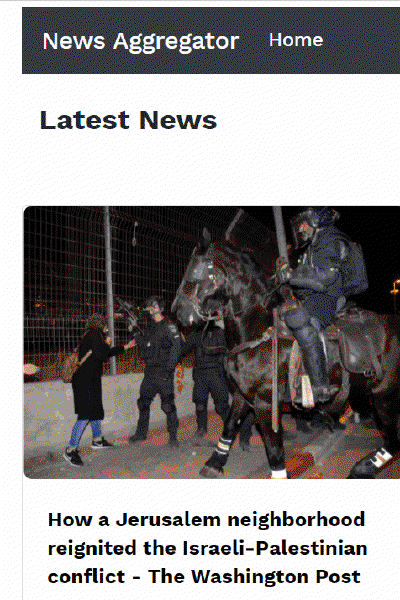 News Aggregator Home
Latest News
How a Jerusalem neighborhood
reignited the Israeli-Palestinian
conflict - The Washington Post